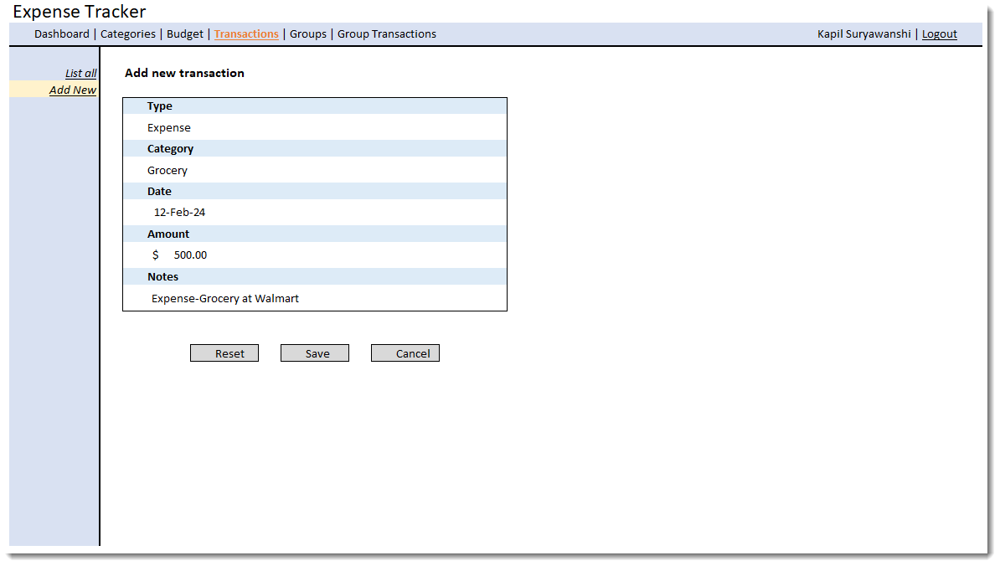 Expense Tracker
Dashboard | Categories | Budget | Transactions | Groups | Group Transactions Kapil Suryawanshi | Logout
List all
Add New
Add new transaction
Type
Expense
Category
Grocery
Date
12-Feb-24
Amount
$ 500.00
Notes
Expense-Grocery at Walmart
Reset Save Cancel